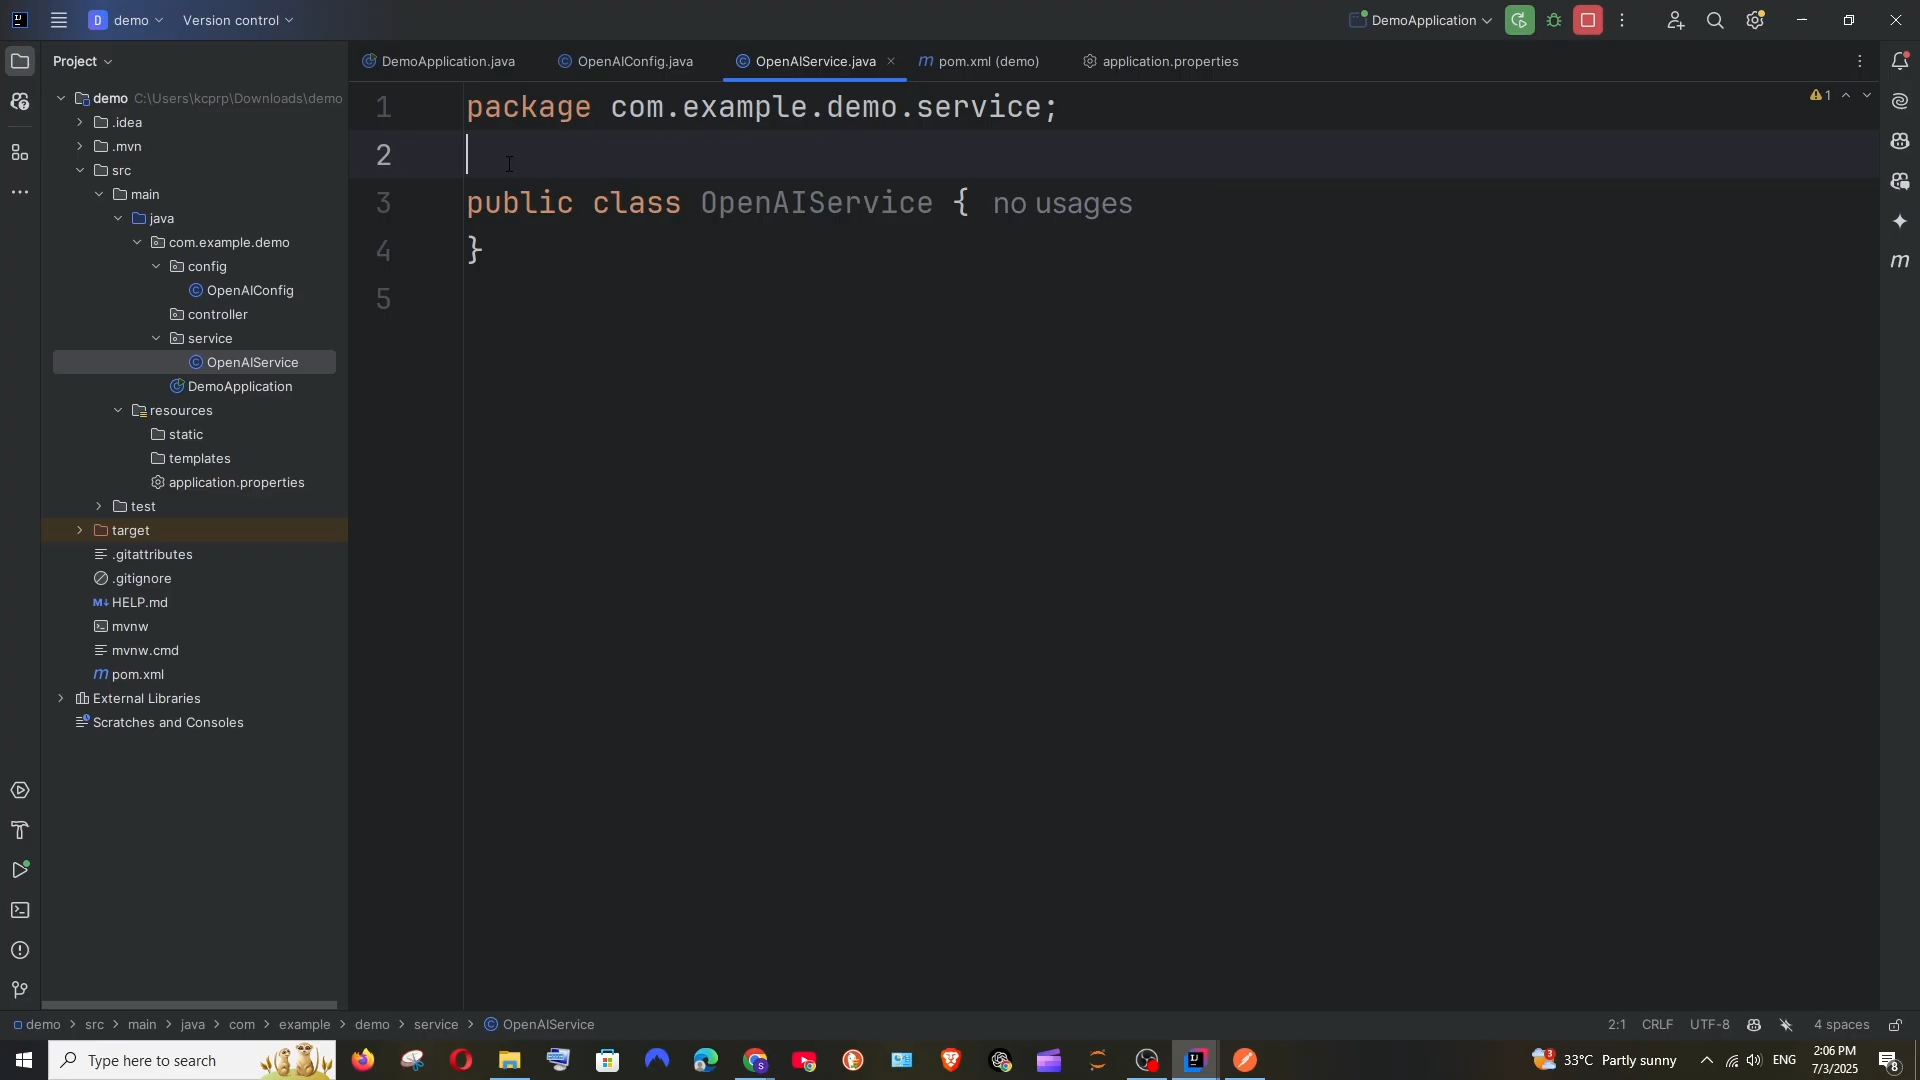 D demo Version control DemoApplication
Project
DemoApplication.java OpenAIConfig.java OpenAIService.java pom.xml (demo) application.properties
demo C:\Users\kcprp\Downloads\demo
.idea
.mvn
src
main
java
com.example.demo
config
OpenAIConfig
controller
service
OpenAIService
DemoApplication
resources
static
templates
application.properties
test
target
.gitattributes
.gitignore
HELP.md
mvnw
mvnw.cmd
pom.xml
External Libraries
Scratches and Consoles
1 package com.example.demo.service;
1
2
3 public class OpenAIService { no usages
4 }
5
demo > src > main > java > com > example > demo > service > OpenAIService
2:1 CRLF UTF-8 4 spaces
Type here to search
3 33°C Partly sunny ENG
2:06 PM
7/3/2025
8